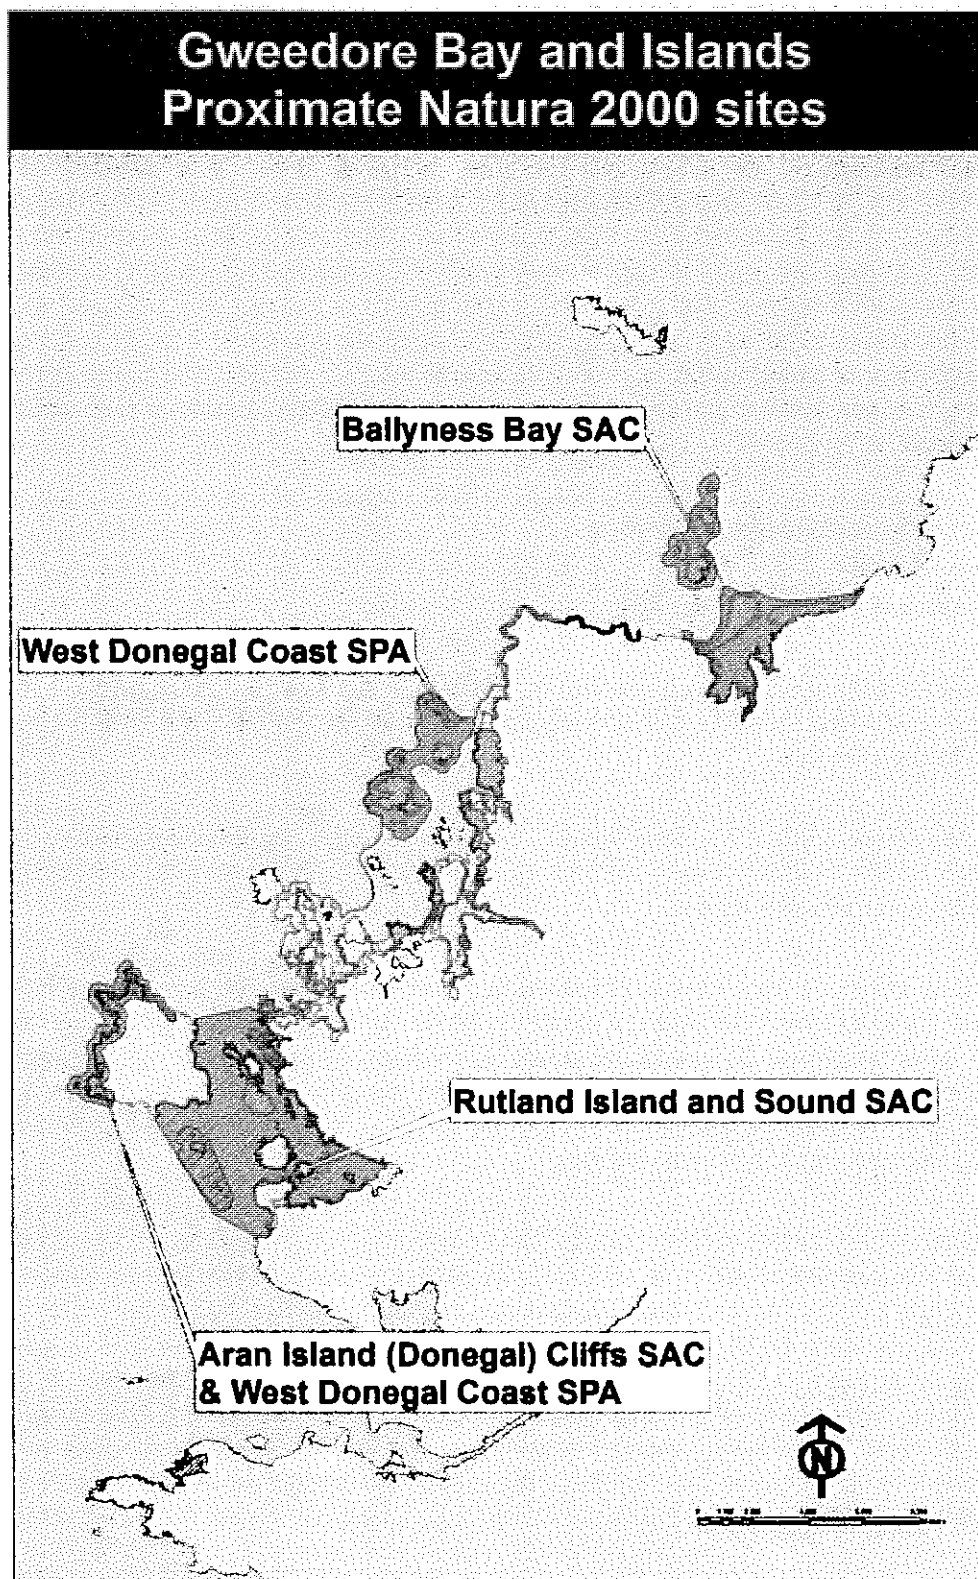 Gweedore Bay and Islands
Proximate Natura 2000 sites
Ballyness Bay SAC
West Donegal Coast SPA
Rutland Island and Sound SAC
Aran Island (Donegal) Cliffs SAC
& West Donegal Coast SPA
N
0